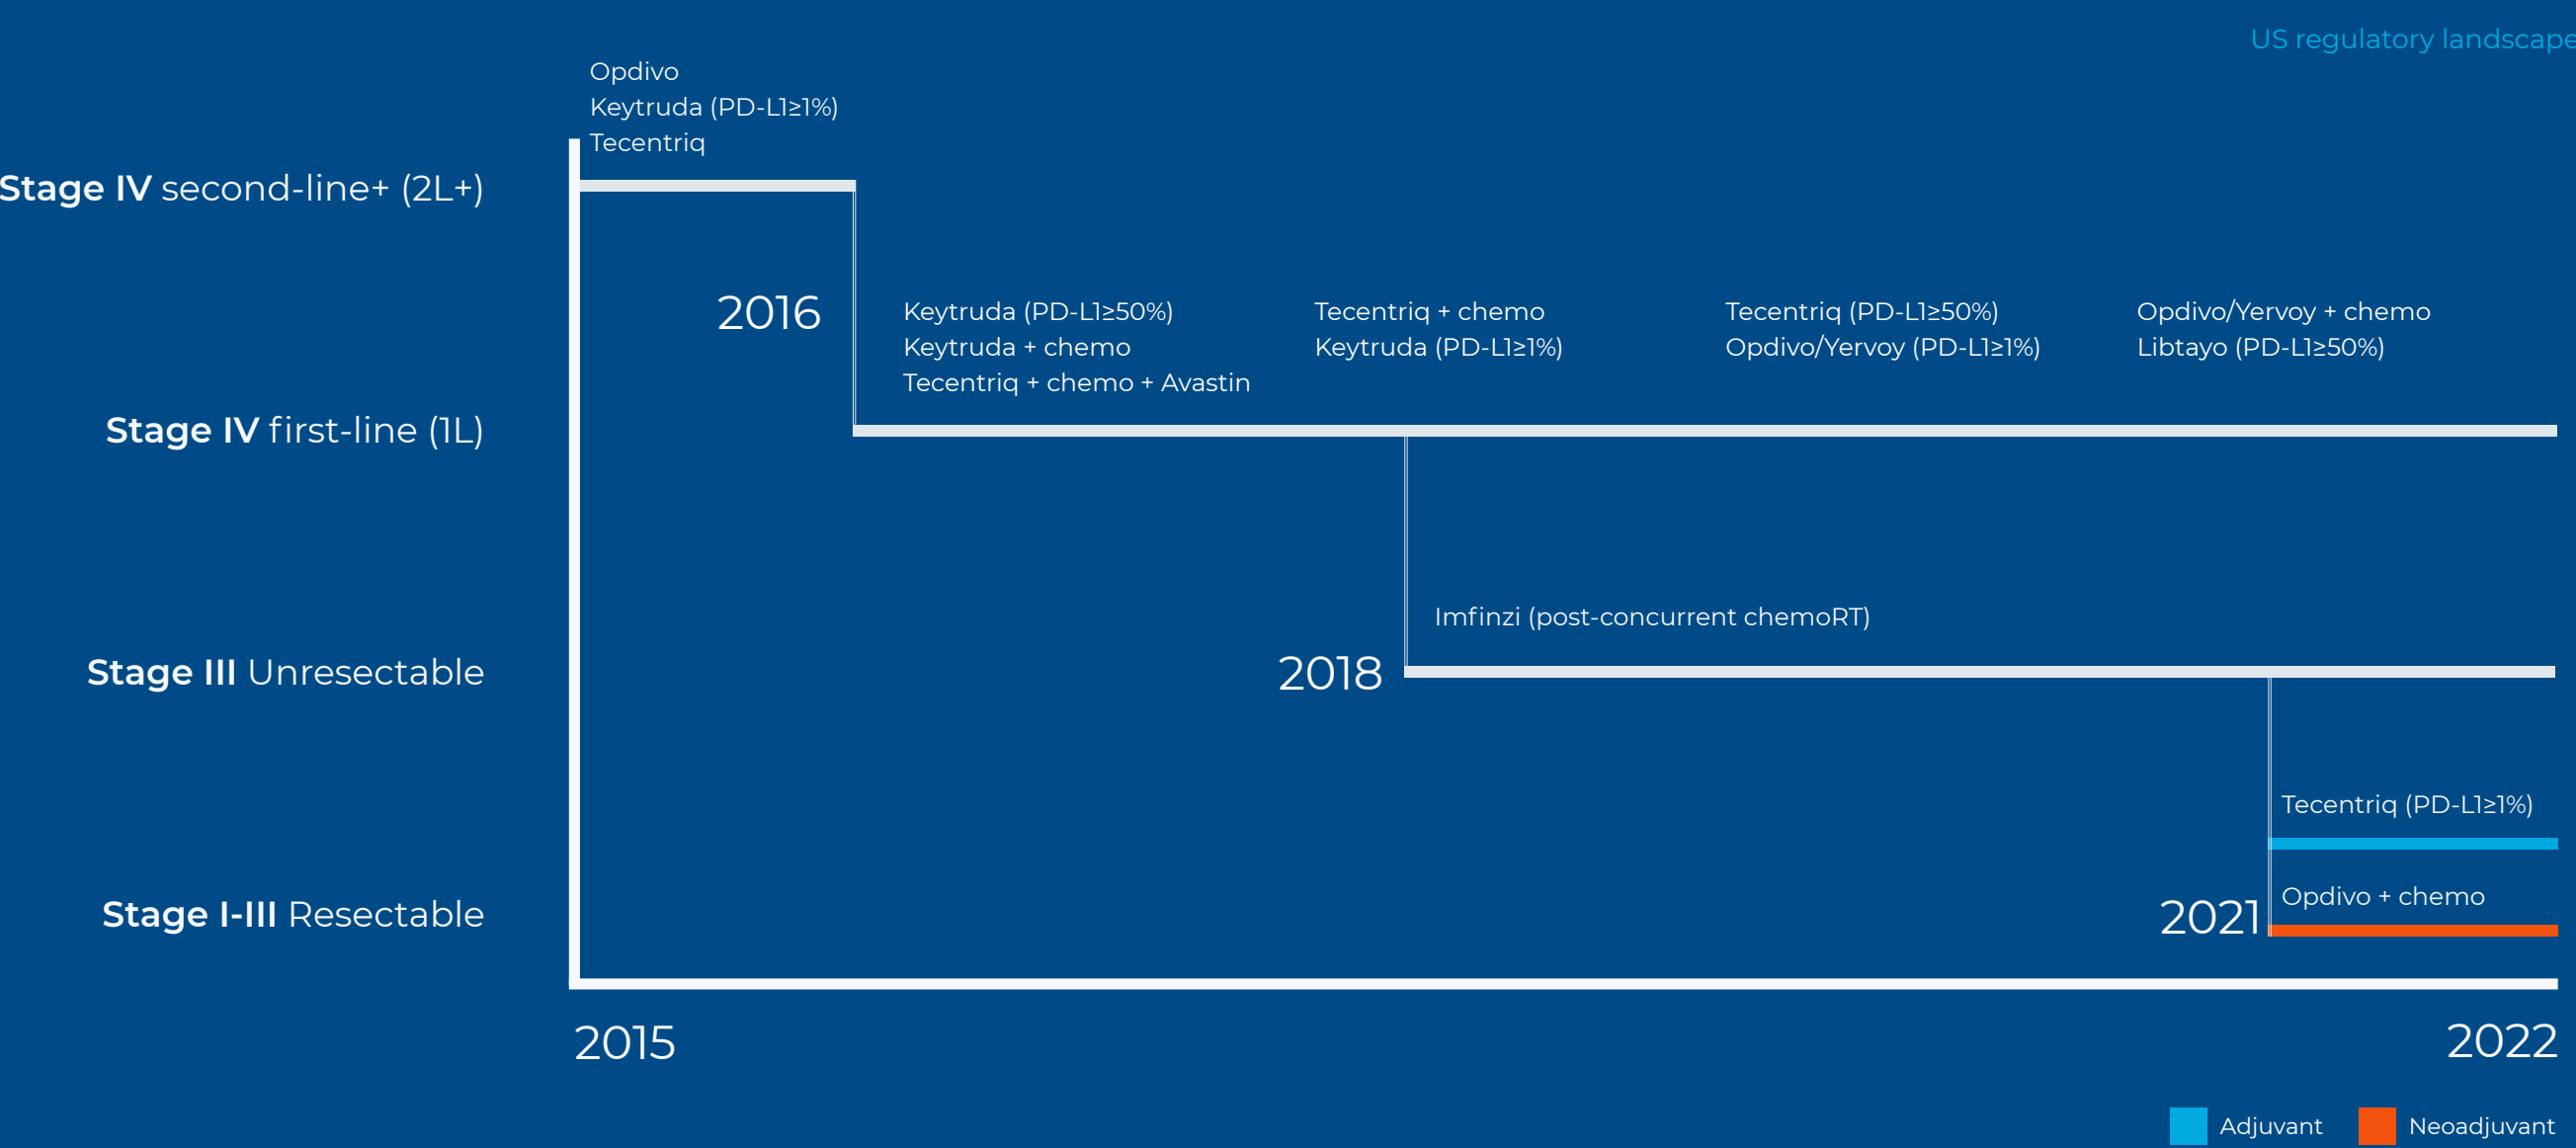 US regulatory landscape
Opdivo
Keytruda (PD-L1≥1%)
Tecentriq
Stage IV second-line+ (2L+)
2016
Keytruda (PD-L1≥50%)
Keytruda + chemo
Tecentriq + chemo + Avastin
Tecentriq + chemo
Keytruda (PD-L1≥1%)
Tecentriq (PD-L1≥50%)
Opdivo/Yervoy (PD-L1≥1%)
Opdivo/Yervoy + chemo
Libtayo (PD-L1≥50%)
Stage IV first-line (1L)
Imfinzi (post-concurrent chemoRT)
Stage III Unresectable
2018
Tecentriq (PD-L1≥1%)
Opdivo + chemo
Stage I-III Resectable
2021
2015
2022
Adjuvant
Neoadjuvant